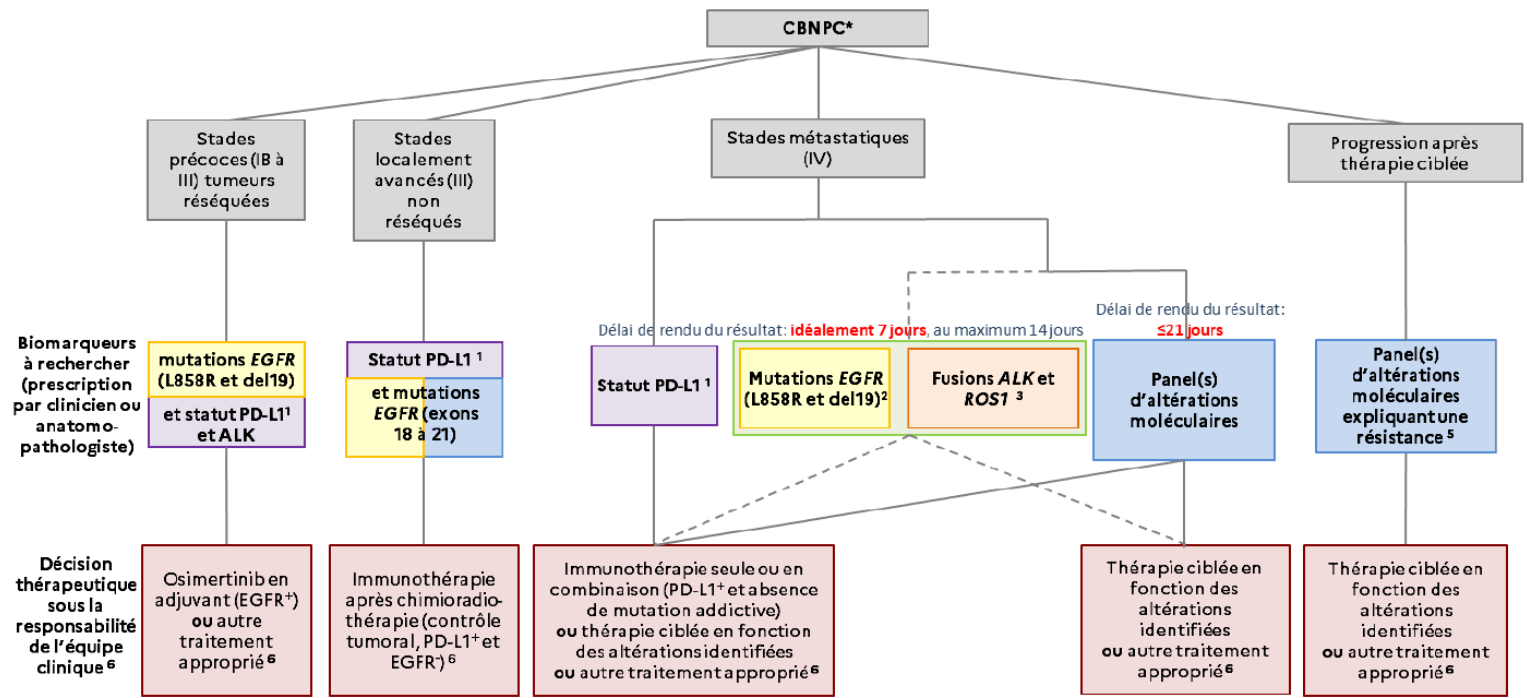 CBNPC*
Stades
précoces (IB à
III) tumeurs
réséquées
Stades
localement
avancés (III)
non
réséqués
Stades métastatiques
(IV)
Progression après
thérapie ciblée
Biomarqueurs
à rechercher
(prescription
par clinicien ou
anatomo-
pathologiste)
mutations EGFR
(L858R et del19)
et statut PD-L1¹
et ALK
Statut PD-L1 ¹
et mutations
EGFR (exons
18 à 21)
Délai de rendu du résultat: idéalement 7 jours, au maximum 14 jours
Statut PD-L1 ¹
Mutations EGFR
(L858R et del19)²
Fusions ALK et
ROS1 ³
Délai de rendu du résultat:
≤21 jours
Panel(s)
d'altérations
moléculaires
Panel(s)
d'altérations
moléculaires
expliquant une
résistance ⁵
Décision
thérapeutique
sous la
responsabilité
de l'équipe
clinique ⁶
Osimertinib en
adjuvant (EGFR⁺)
ou autre
traitement
approprié⁶
Immunothérapie
après chimioradio-
thérapie (contrôle
tumoral, PD-L1⁺ et
EGFR⁻) ⁶
Immunothérapie seule ou en
combinaison (PD-L1⁺ et absence
de mutation addictive)
ou thérapie ciblée en fonction
des altérations identifiées
ou autre traitement approprié⁶
Thérapie ciblée en
fonction des
altérations
identifiées
ou autre traitement
approprié⁶
Thérapie ciblée en
fonction des
altérations
identifiées
ou autre traitement
approprié⁶